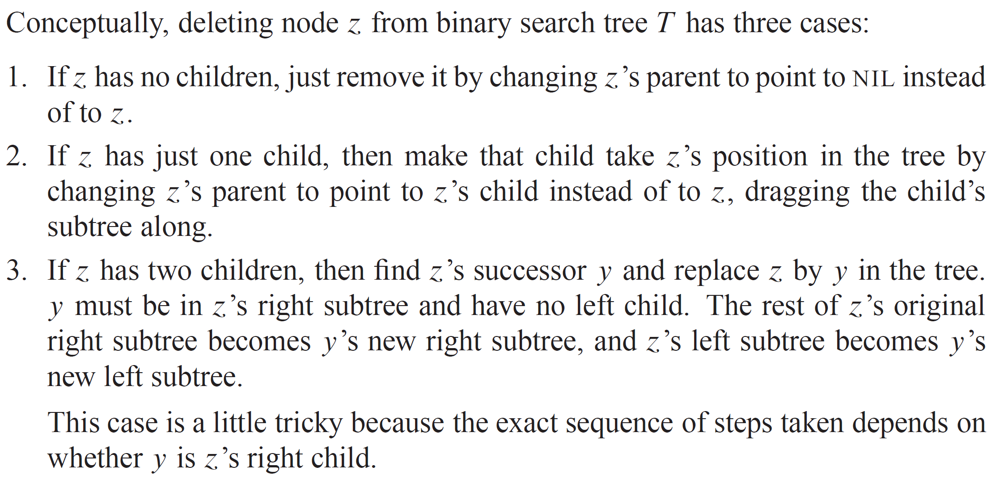 Conceptually, deleting node z from binary search tree T has three cases:
1. If z has no children, just remove it by changing z’s parent to point to NIL instead
of to z.
2. If z has just one child, then make that child take z’s position in the tree by
changing z’s parent to point to z’s child instead of to z, dragging the child’s
subtree along.
3. If z has two children, then find z’s successor y and replace z by y in the tree.
y must be in z’s right subtree and have no left child. The rest of z’s original
right subtree becomes y’s new right subtree, and z’s left subtree becomes y’s
new left subtree.
This case is a little tricky because the exact sequence of steps taken depends on
whether y is z’s right child.